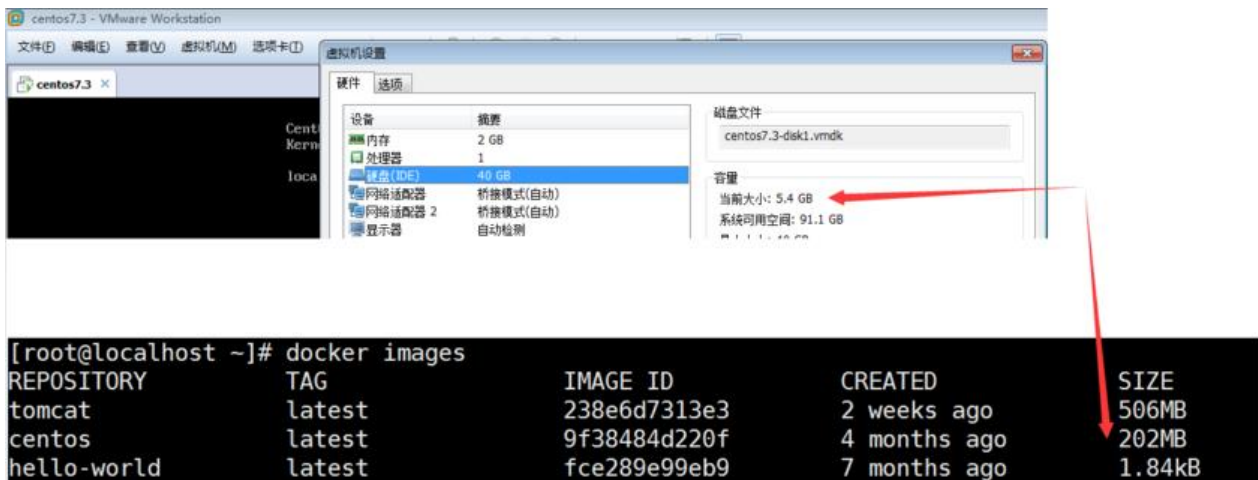 centos7.3 - VMware Workstation
文件(F) 编辑(E) 查看(V) 虚拟机(M) 选项卡(T)
虚拟机设置
centos7.3
硬件 选项
设备 摘要
内存 2 GB
处理器 1
硬盘(IDE) 40 GB
网络适配器 桥接模式(自动)
网络适配器 2 桥接模式(自动)
显示器 自动检测
磁盘文件
centos7.3-disk1.vmdk
容量
当前大小: 5.4 GB
系统可用空间: 91.1 GB
Cent
Kern
loca
[root@localhost ~]# docker images
REPOSITORY TAG IMAGE ID CREATED SIZE
tomcat latest 238e6d7313e3 2 weeks ago 506MB
centos latest 9f38484d220f 4 months ago 202MB
hello-world latest fce289e99eb9 7 months ago 1.84kB